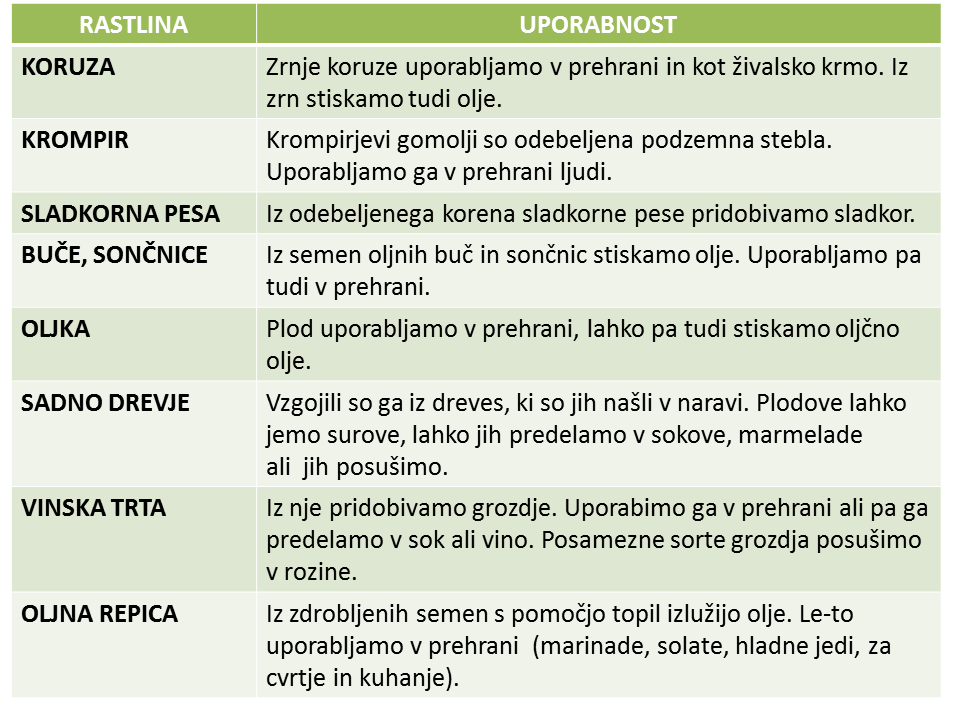 RASTLINA UPORABNOST
KORUZA Zrnje koruze uporabljamo v prehrani in kot živalsko krmo. Iz
zrn stiskamo tudi olje.
KROMPIR Krompirjevi gomolji so odebeljena podzemna stebla.
Uporabljamo ga v prehrani ljudi.
SLADKORNA PESA Iz odebeljenega korena sladkorne pese pridobivamo sladkor.
BUČE, SONČNICE Iz semen oljnih buč in sončnic stiskamo olje. Uporabljamo pa
tudi v prehrani.
OLJKA Plod uporabljamo v prehrani, lahko pa tudi stiskamo oljčno
olje.
SADNO DREVJE Vzgojili so ga iz dreves, ki so jih našli v naravi. Plodove lahko
jemo surove, lahko jih predelamo v sokove, marmelade
ali jih posušimo.
VINSKA TRTA Iz nje pridobivamo grozdje. Uporabimo ga v prehrani ali pa ga
predelamo v sok ali vino. Posamezne sorte grozdja posušimo
v rozine.
OLJNA REPICA Iz zdrobljenih semen s pomočjo topil izlužijo olje. Le-to
uporabljamo v prehrani (marinade, solate, hladne jedi, za
cvrtje in kuhanje).